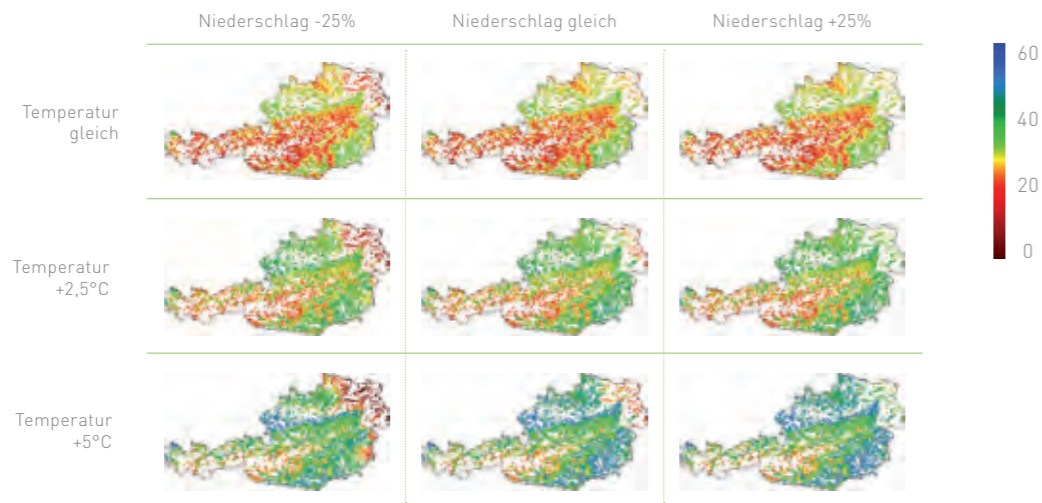 Niederschlag -25%
Niederschlag gleich
Niederschlag +25%
60
40
20
0
Temperatur
gleich
Temperatur
+2,5°C
Temperatur
+5°C